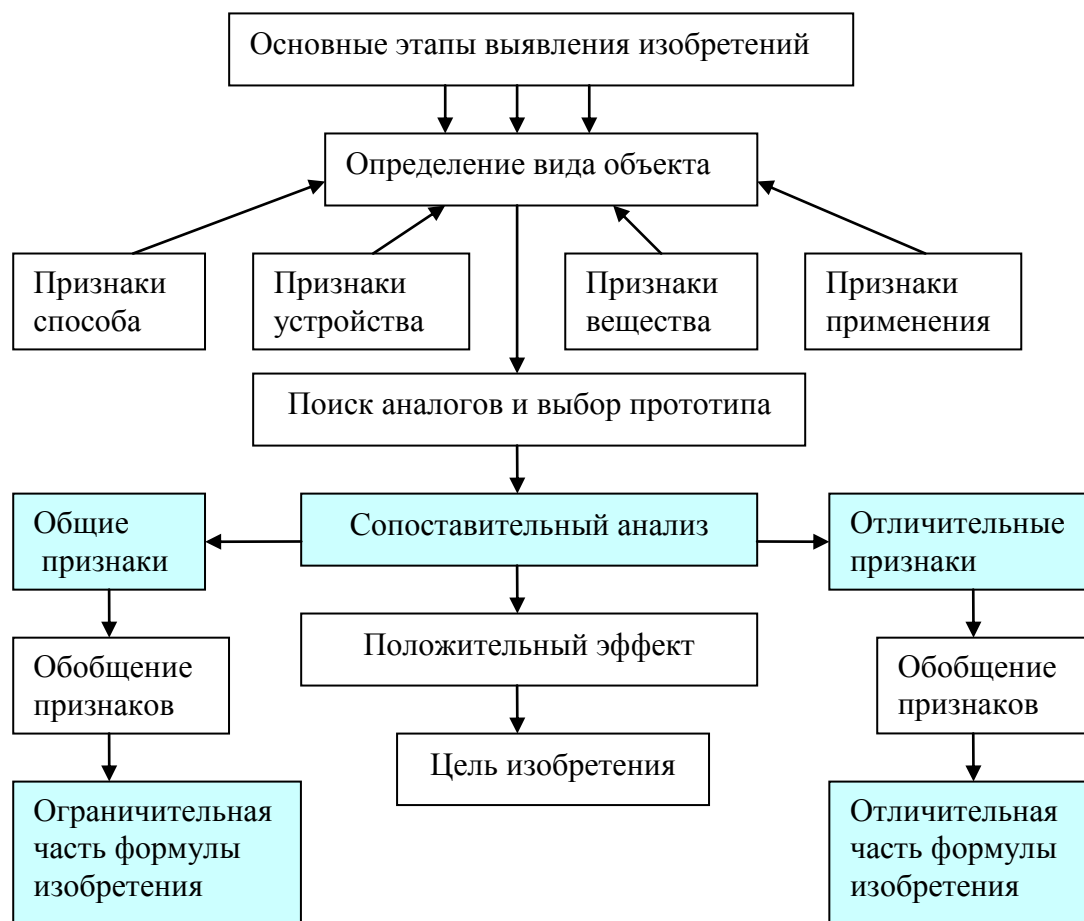 Основные этапы выявления изобретений
Определение вида объекта
Признаки
способа
Признаки
устройства
Признаки
вещества
Признаки
применения
Поиск аналогов и выбор прототипа
Общие
признаки
Сопоставительный анализ
Отличительные
признаки
Обобщение
признаков
Положительный эффект
Обобщение
признаков
Цель изобретения
Ограничительная
часть формулы
изобретения
Отличительная
часть формулы
изобретения